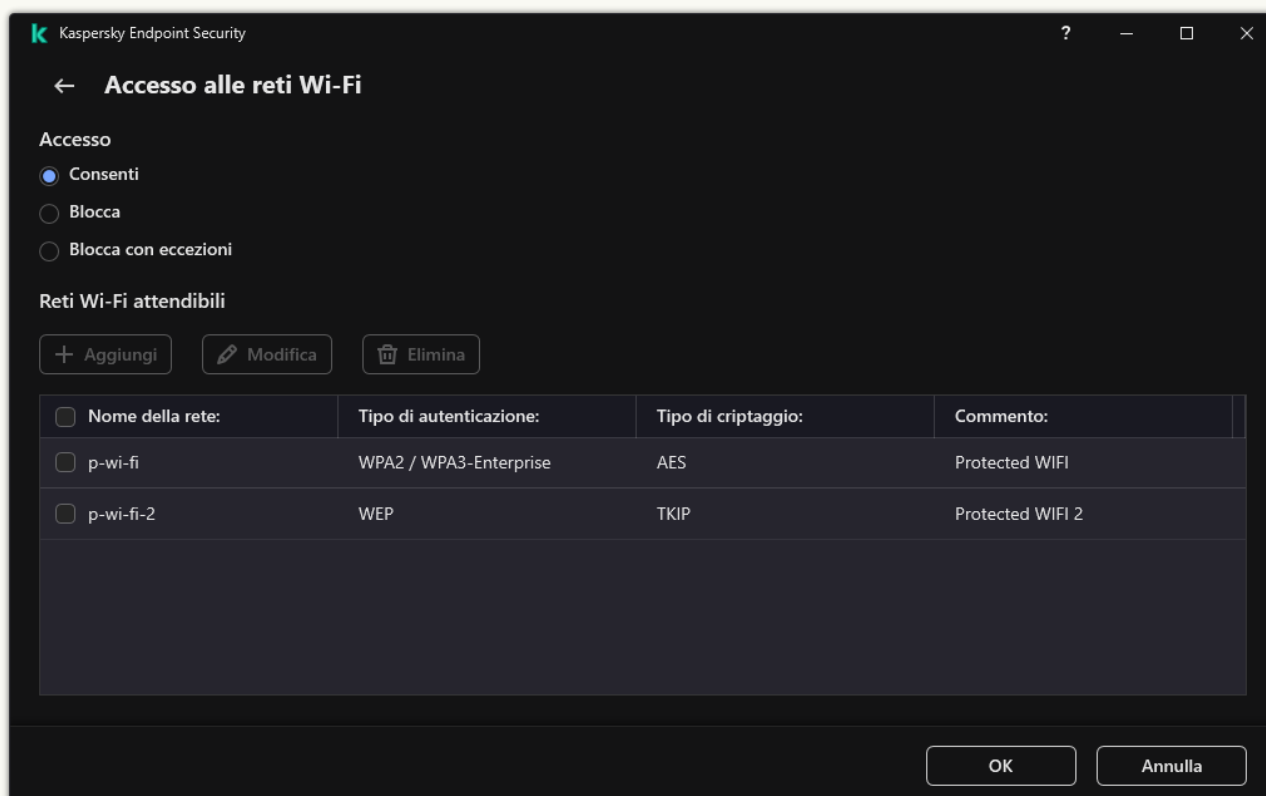 Kaspersky Endpoint Security
?
Accesso alle reti Wi-Fi
Accesso
Consenti
Blocca
Blocca con eccezioni
Reti Wi-Fi attendibili
Aggiungi Modifica Elimina
Nome della rete: Tipo di autenticazione: Tipo di criptaggio: Commento:
p-wi-fi WPA2 / WPA3-Enterprise AES Protected WIFI
p-wi-fi-2 WEP TKIP Protected WIFI 2
OK Annulla